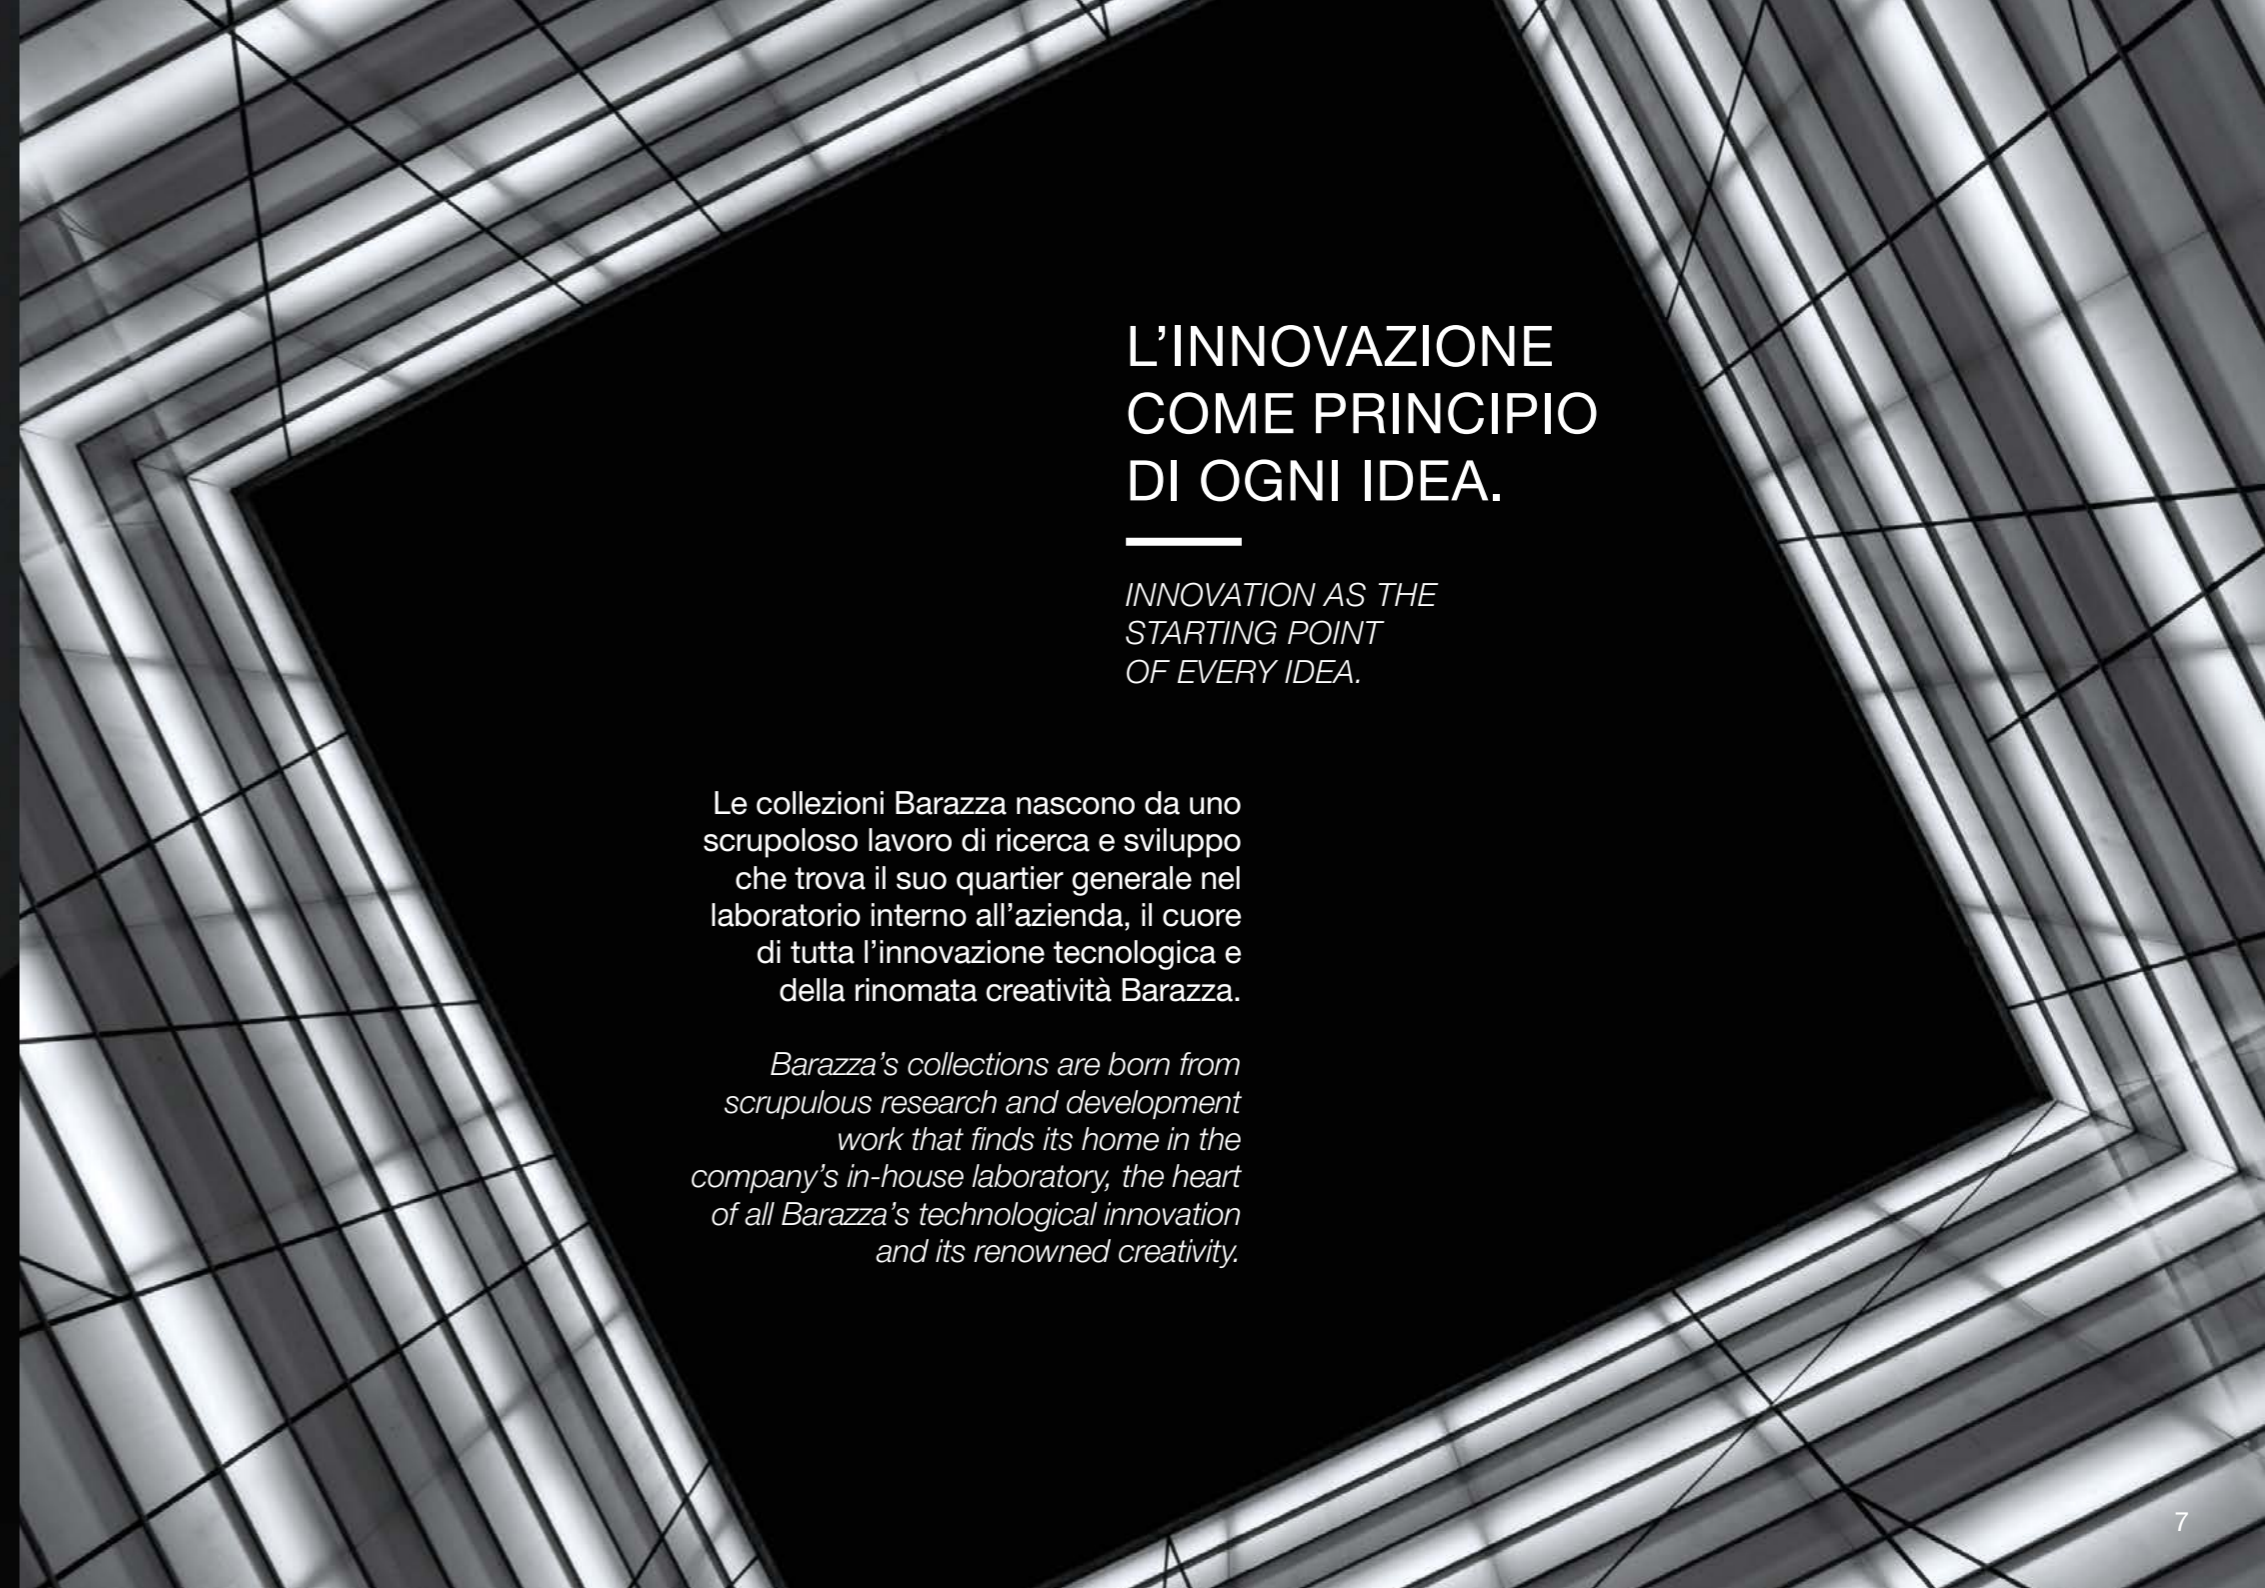 L’INNOVAZIONE
COME PRINCIPIO
DI OGNI IDEA.
INNOVATION AS THE
STARTING POINT
OF EVERY IDEA.
Le collezioni Barazza nascono da uno
scrupoloso lavoro di ricerca e sviluppo
che trova il suo quartier generale nel
laboratorio interno all’azienda, il cuore
di tutta l’innovazione tecnologica e
della rinomata creatività Barazza.
Barazza’s collections are born from
scrupulous research and development
work that finds its home in the
company’s in-house laboratory, the heart
of all Barazza’s technological innovation
and its renowned creativity.
7